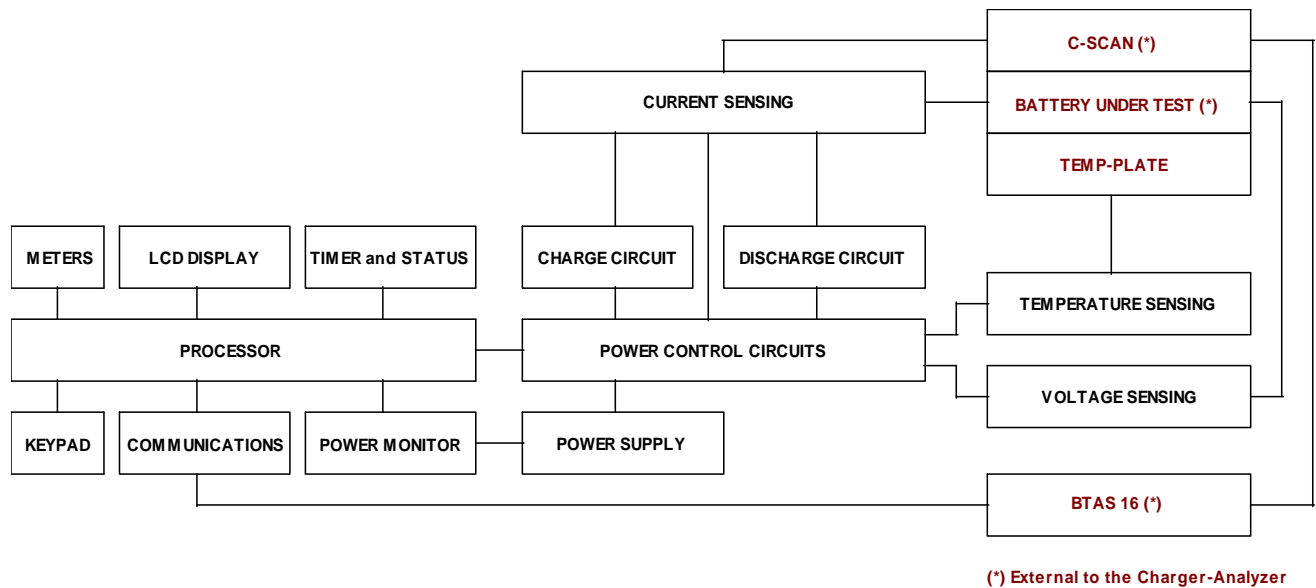 C-SCAN (*)
CURRENT SENSING
BATTERY UNDER TEST (*)
TEMP-PLATE
METERS
LCD DISPLAY
TIMER and STATUS
CHARGE CIRCUIT
DISCHARGE CIRCUIT
TEMPERATURE SENSING
PROCESSOR
POWER CONTROL CIRCUITS
VOLTAGE SENSING
KEYPAD
COMMUNICATIONS
POWER MONITOR
POWER SUPPLY
BTAS 16 (*)
(*) External to the Charger-Analyzer